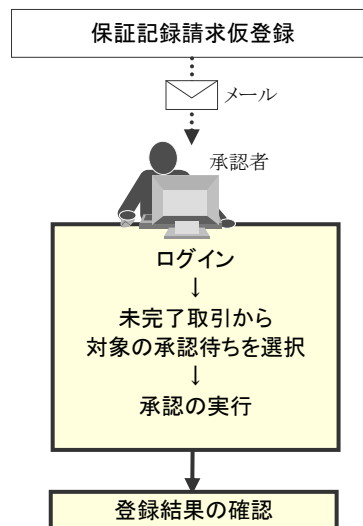 保証記録請求仮登録
メール
承認者
ログイン
↓
未完了取引から
対象の承認待ちを選択
↓
承認の実行
登録結果の確認